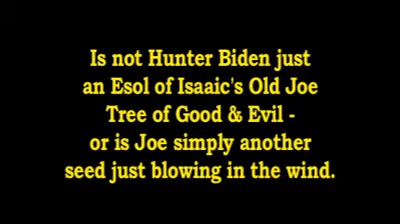 Is not Hunter Biden just
an Esol of Isaaic's Old Joe
Tree of Good & Evil -
or is Joe simply another
seed just blowing in the wind.